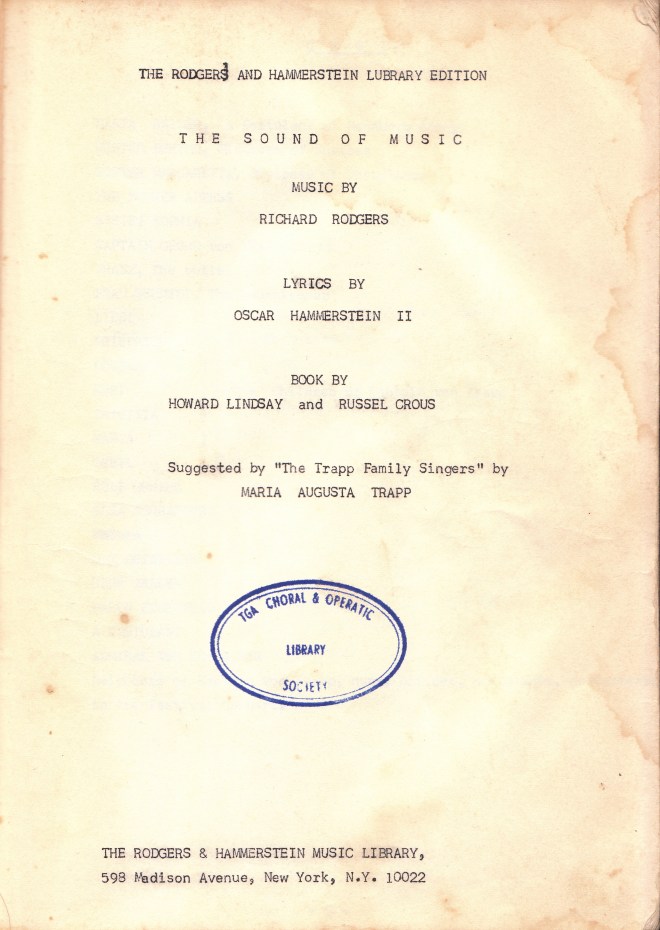 THE RODGERS AND HAMMERSTEIN LUBRARY EDITION
THE SOUND OF MUSIC
MUSIC BY
RICHARD RODGERS
LYRICS BY
OSCAR HAMMERSTEIN II
BOOK BY
HOWARD LINDSAY and RUSSEL CROUS
Suggested by "The Trapp Family Singers" by
MARIA AUGUSTA TRAPP
TGA CHORAL & OPERATIC
LIBRARY
SOCIETY
THE RODGERS & HAMMERSTEIN MUSIC LIBRARY,
598 Madison Avenue, New York, N.Y. 10022